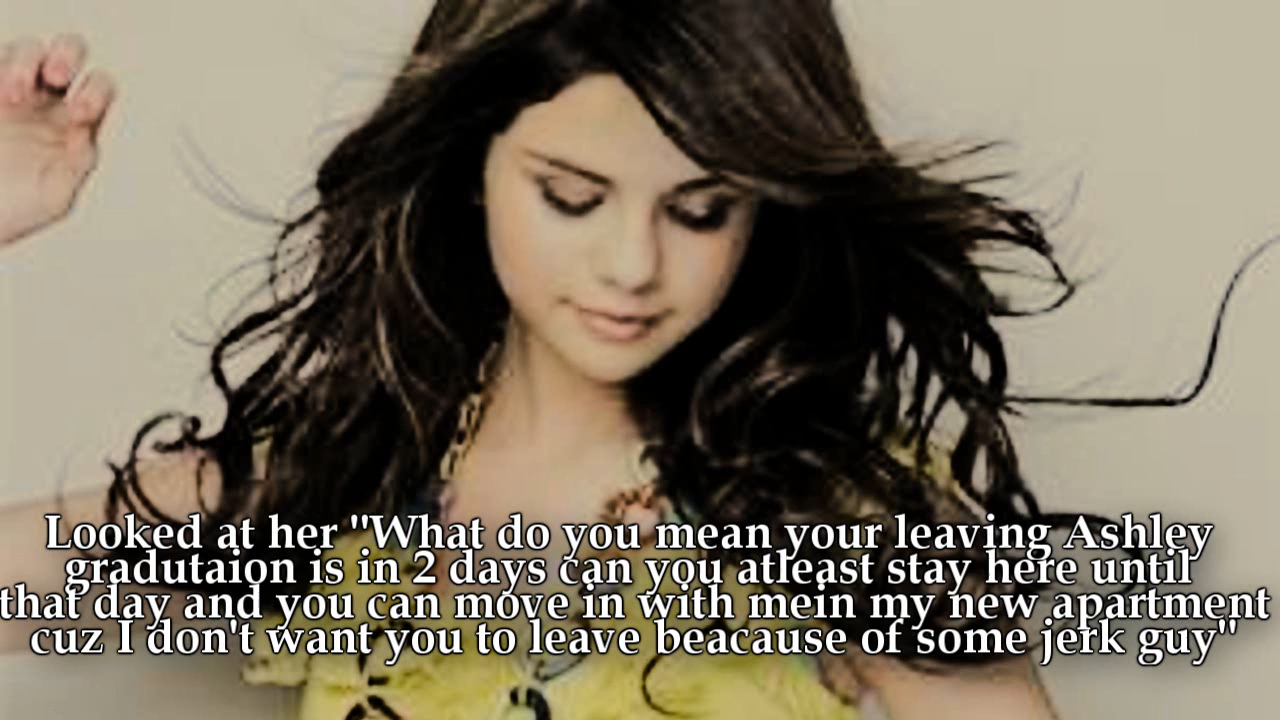 Looked at her "What do you mean your leaving Ashley
gradutaion is in 2 days can you atleast stay here until
that day and you can move in with mein my new apartment
cuz I don't want you to leave beacause of some jerk guy"